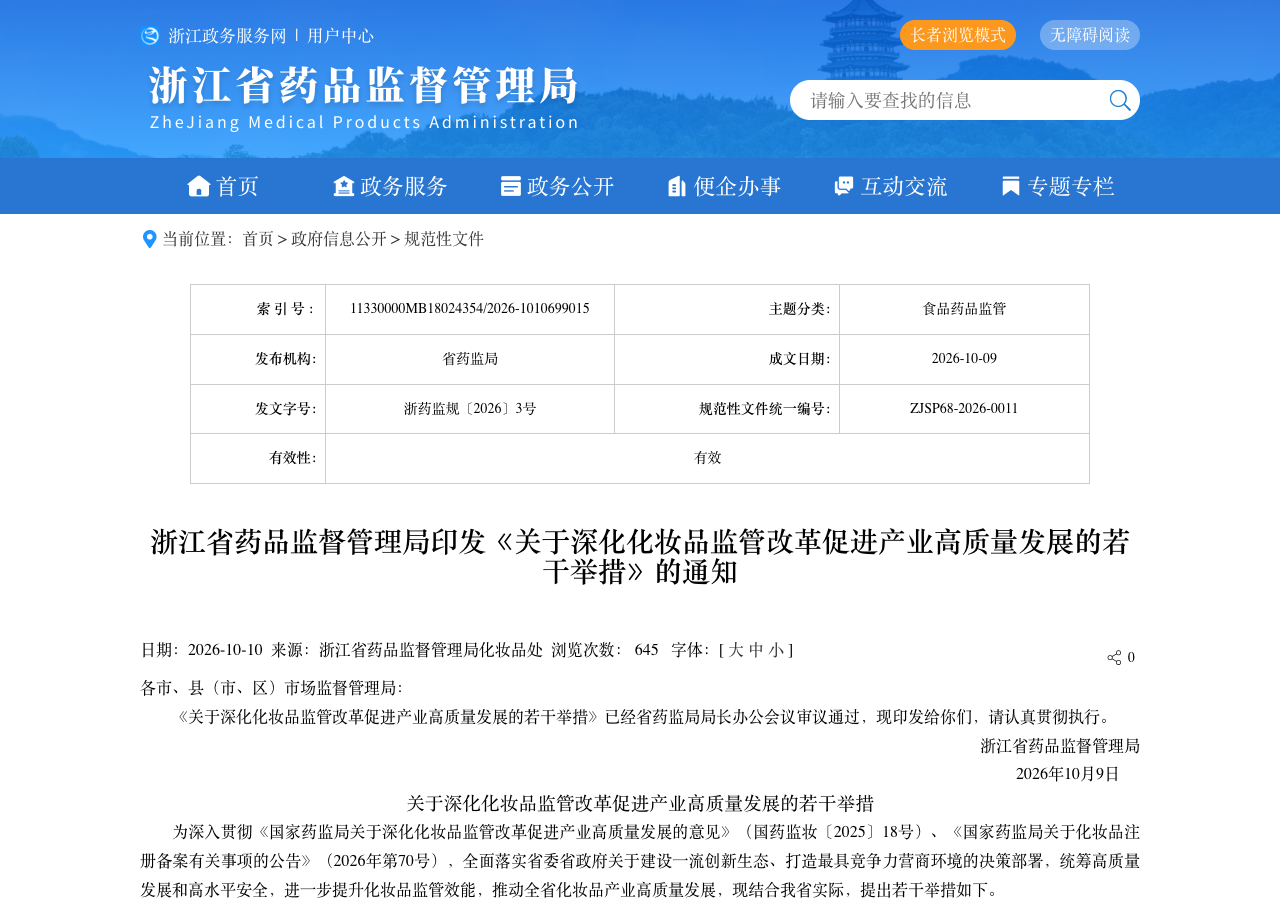 浙江政务服务网 | 用户中心
长者浏览模式
无障碍阅读
浙江省药品监督管理局
ZheJiang Medical Products Administration
请输入要查找的信息
首页
政务服务
政务公开
便企办事
互动交流
专题专栏
当前位置：首页 > 政府信息公开 > 规范性文件
索 引 号： 11330000MB18024354/2026-1010699015 主题分类： 食品药品监管
发布机构： 省药监局 成文日期： 2026-10-09
发文字号： 浙药监规〔2026〕3号 规范性文件统一编号： ZJSP68-2026-0011
有效性： 有效
浙江省药品监督管理局印发《关于深化化妆品监管改革促进产业高质量发展的若
干举措》的通知
日期：2026-10-10 来源：浙江省药品监督管理局化妆品处 浏览次数： 645 字体：[ 大 中 小 ]
0
各市、县（市、区）市场监督管理局：
《关于深化化妆品监管改革促进产业高质量发展的若干举措》已经省药监局局长办公会议审议通过，现印发给你们，请认真贯彻执行。
浙江省药品监督管理局
2026年10月9日
关于深化化妆品监管改革促进产业高质量发展的若干举措
为深入贯彻《国家药监局关于深化化妆品监管改革促进产业高质量发展的意见》（国药监妆〔2025〕18号）、《国家药监局关于化妆品注
册备案有关事项的公告》（2026年第70号），全面落实省委省政府关于建设一流创新生态、打造最具竞争力营商环境的决策部署，统筹高质量
发展和高水平安全，进一步提升化妆品监管效能，推动全省化妆品产业高质量发展，现结合我省实际，提出若干举措如下。